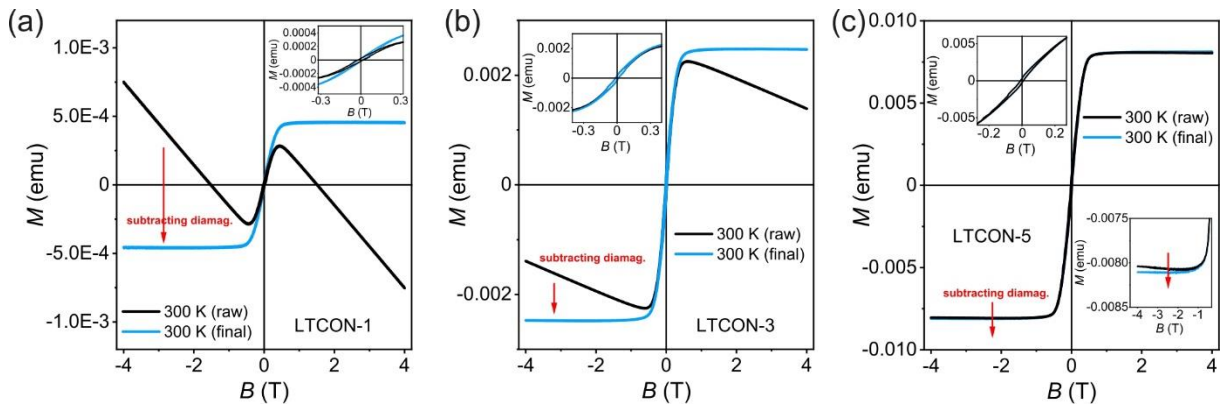 (a)
1.0E-3
5.0E-4
0
-5.0E-4
-1.0E-3
M (emu)
-4 -2 0 2 4
B (T)
0.0004
0.0002
0.0000
-0.0002
-0.0004
M (emu)
-0.3 0 0.3
B (T)
subtracting diamag.
300 K (raw)
300 K (final)
LTCON-1
(b)
0.002
0
-0.002
M (emu)
-4 -2 0 2 4
B (T)
0.002
0.000
-0.002
M (emu)
-0.3 0 0.3
B (T)
300 K (raw)
300 K (final)
subtracting diamag.
LTCON-3
(c)
0.010
0.005
0
-0.005
-0.010
M (emu)
-4 -2 0 2 4
B (T)
0.005
0.000
-0.005
M (emu)
-0.2 0 0.2
B (T)
300 K (raw)
300 K (final)
LTCON-5
subtracting diamag.
-0.0075
-0.0080
-0.0085
M (emu)
-4 -3 -2 -1
B (T)